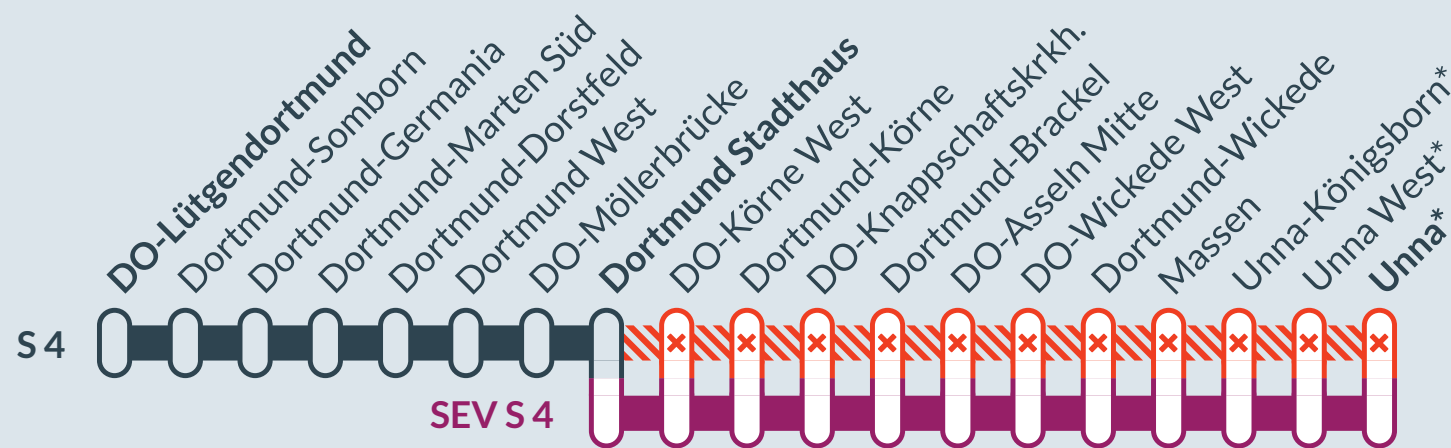 DO-Lütgendortmund
Dortmund-Somborn
Dortmund-Germania
Dortmund-Marten Süd
Dortmund-Dorstfeld
Dortmund West
DO-Möllerbrücke
Dortmund Stadthaus
DO-Körne West
Dortmund-Körne
DO-Knappschaftskrkh.
Dortmund-Brackel
DO-Asseln Mitte
DO-Wickede West
Dortmund-Wickede
Massen
Unna-Königsborn*
Unna West*
Unna*
S 4
SEV S 4